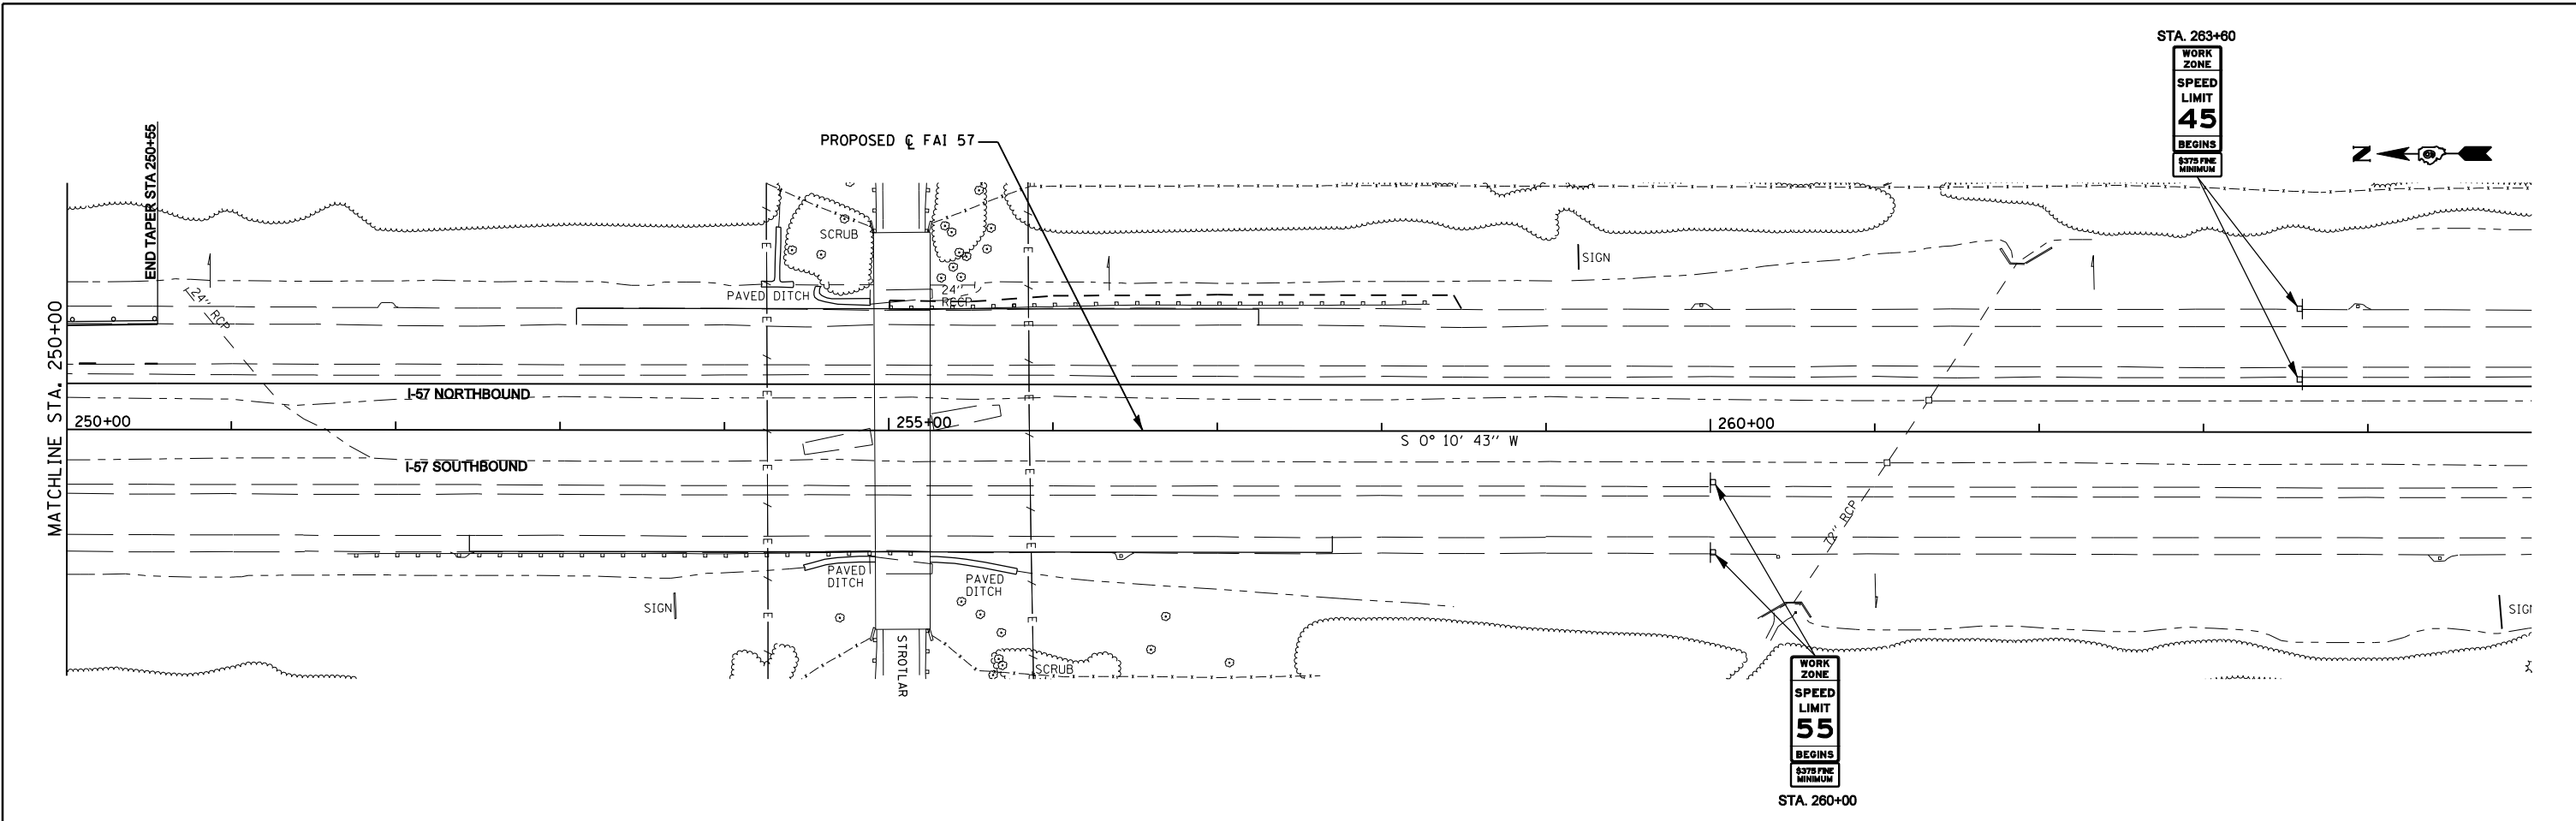 STA. 263+60
WORK
ZONE
SPEED
LIMIT
45
BEGINS
$375 FINE
MINIMUM
N
PROPOSED ℄ FAI 57
END TAPER STA 250+55
SCRUB
SIGN
24" RCP
PAVED DITCH
24"
RCCP
MATCHLINE STA. 250+00
I-57 NORTHBOUND
250+00
255+00
260+00
S 0° 10' 43" W
I-57 SOUTHBOUND
72" RCP
PAVED
DITCH
PAVED
DITCH
SIGN
SIGN
STROTLAR
SCRUB
WORK
ZONE
SPEED
LIMIT
55
BEGINS
$375 FINE
MINIMUM
STA. 260+00